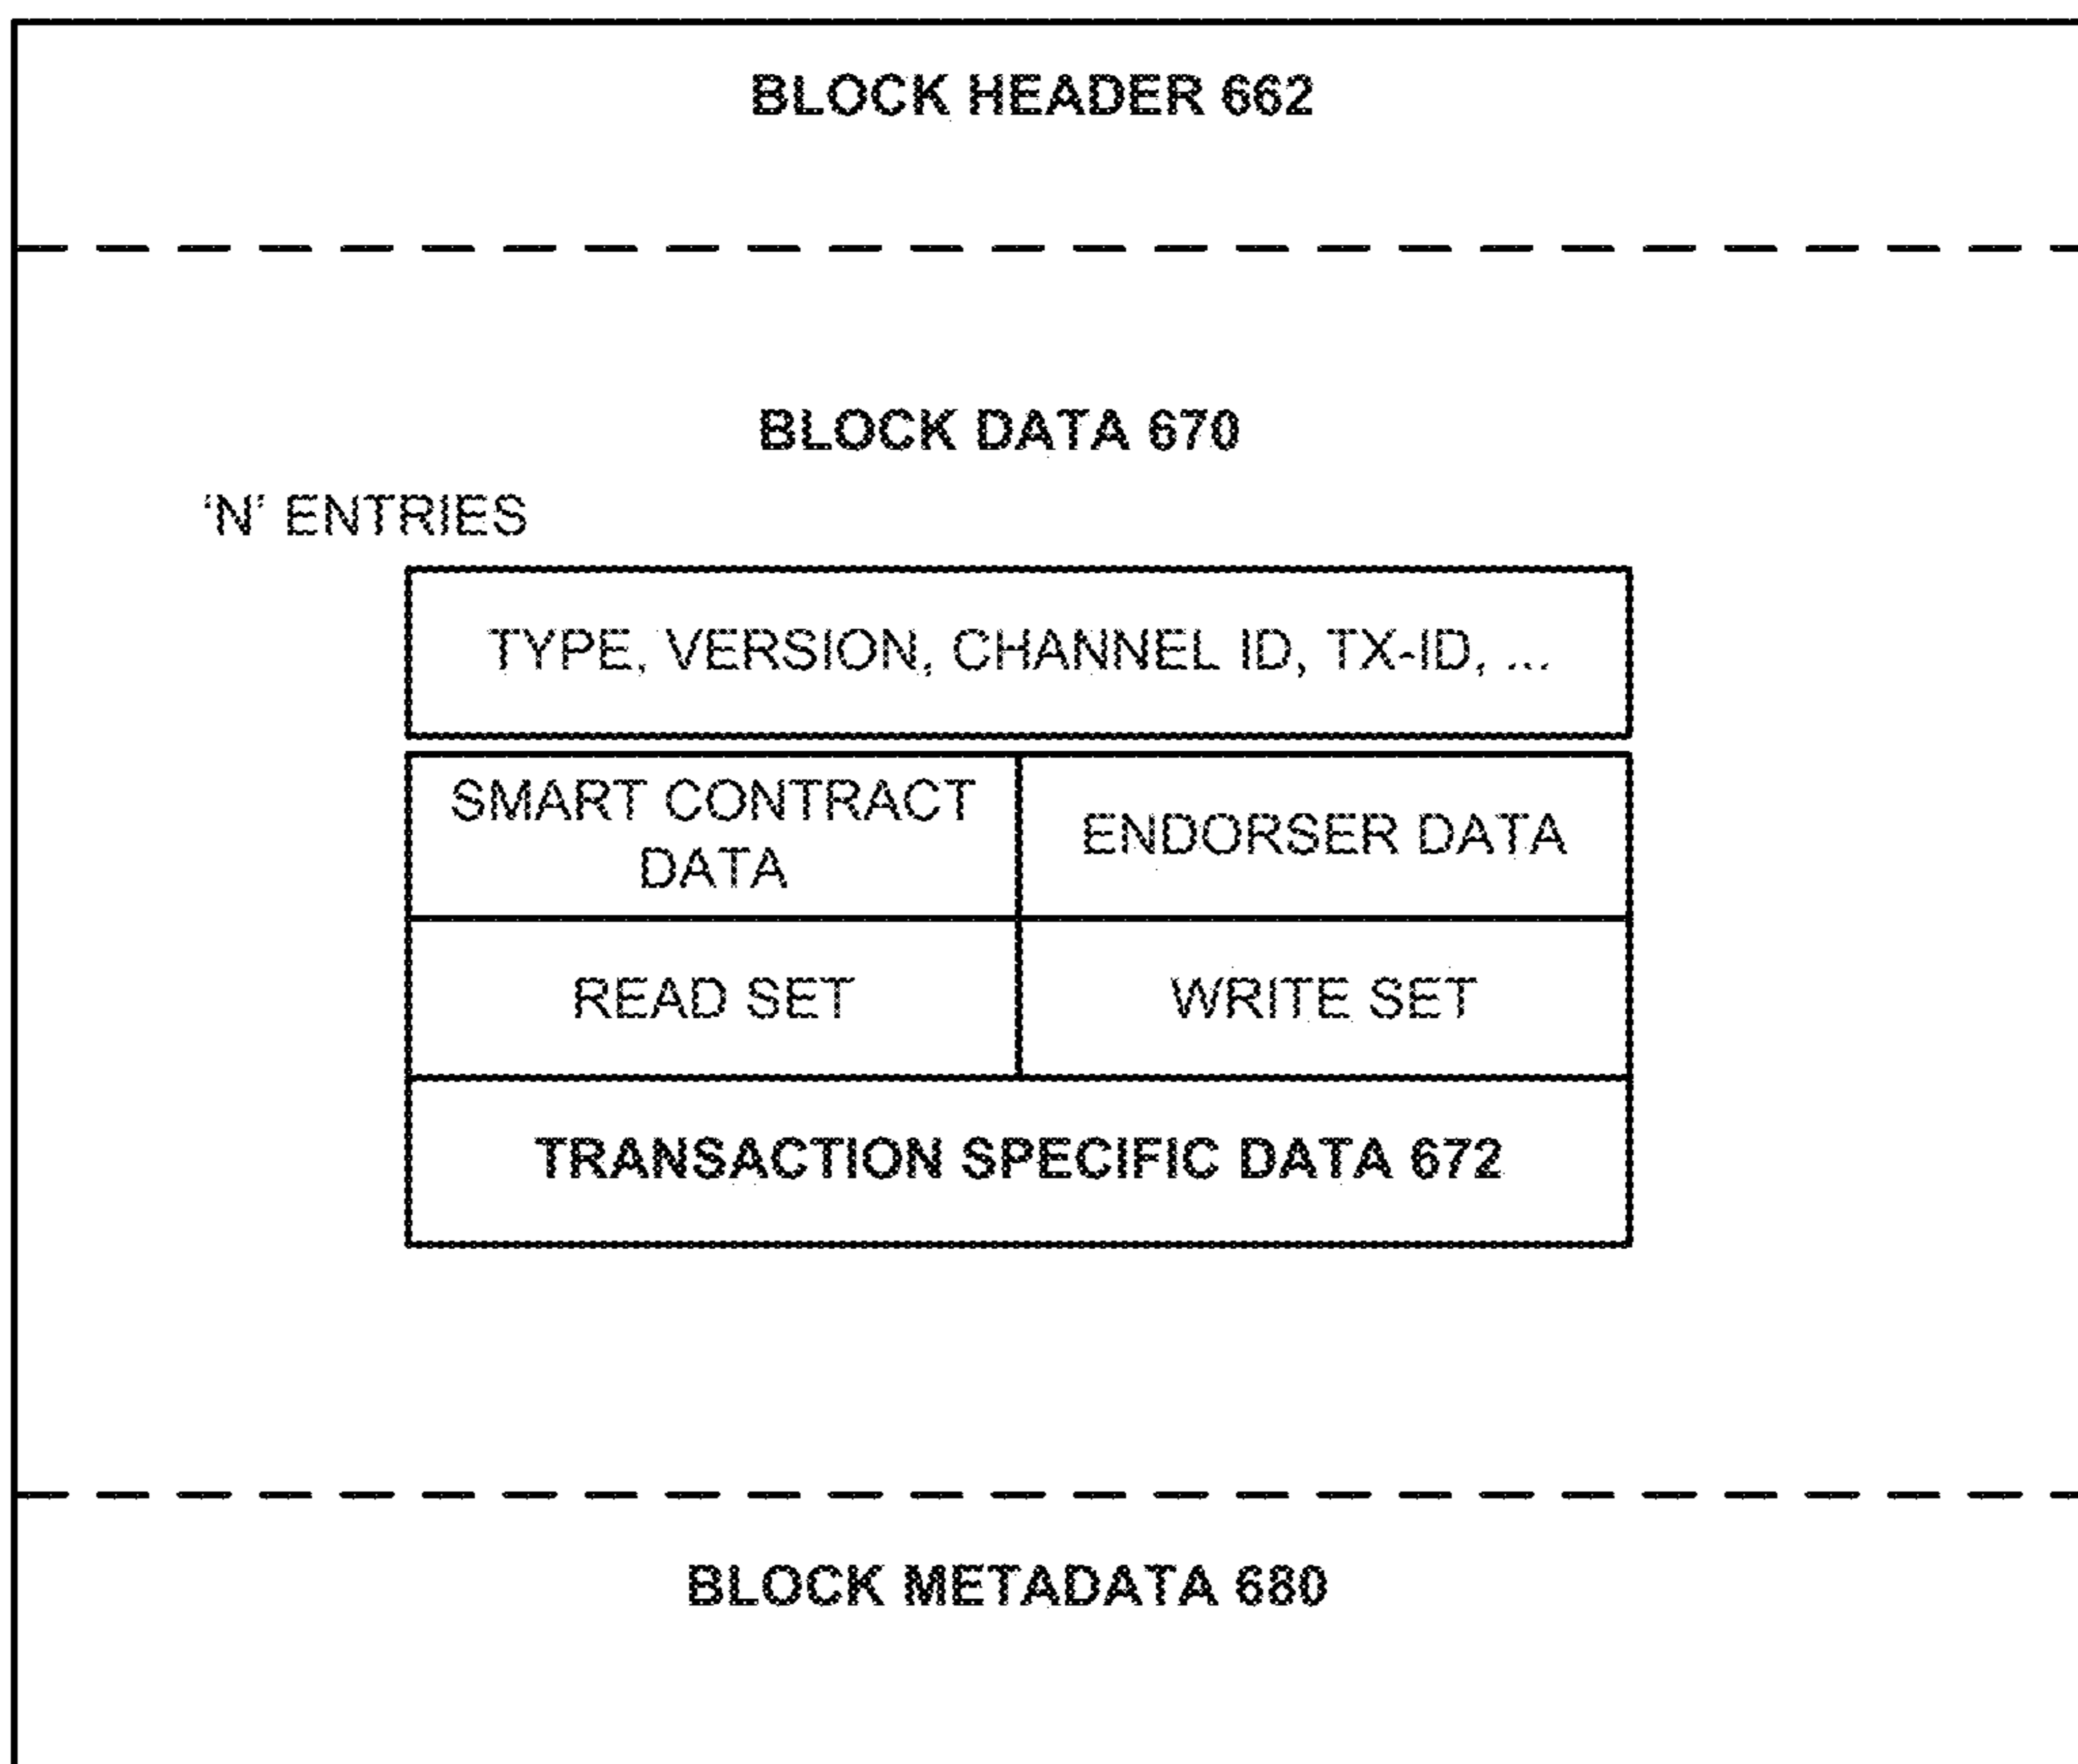 BLOCK HEADER 662
BLOCK DATA 670
‘N’ ENTRIES
TYPE, VERSION, CHANNEL ID, TX-ID, ...
SMART CONTRACT
DATA
ENDORSER DATA
READ SET
WRITE SET
TRANSACTION SPECIFIC DATA 672
BLOCK METADATA 680